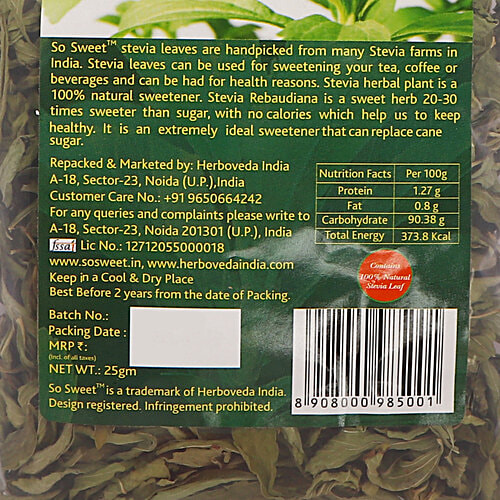 So Sweet™ stevia leaves are handpicked from many Stevia farms in
India. Stevia leaves can be used for sweetening your tea, coffee or
beverages and can be had for health reasons. Stevia herbal plant is a
100% natural sweetener. Stevia Rebaudiana is a sweet herb 20-30
times sweeter than sugar, with no calories which help us to keep
healthy. It is an extremely ideal sweetener that can replace cane
sugar.
Repacked & Marketed by: Herboveda India
A-18, Sector-23, Noida (U.P.),India
Customer Care No.: +91 9650664242
For any queries and complaints please write to
A-18, Sector-23, Noida 201301 (U.P.), India
fssai Lic No.: 12712055000018
www.sosweet.in, www.herbovedaindia.com
Keep in a Cool & Dry Place
Best Before 2 years from the date of Packing.
Nutrition Facts Per 100g
Protein 1.27 g
Fat 0.8 g
Carbohydrate 90.38 g
Total Energy 373.8 Kcal
Contains
100% Natural
Stevia Leaf
Batch No.:
Packing Date :
MRP ₹:
(Incl. of all taxes)
NET WT.: 25gm
So Sweet™ is a trademark of Herboveda India.
Design registered. Infringement prohibited.
8 908000 985001